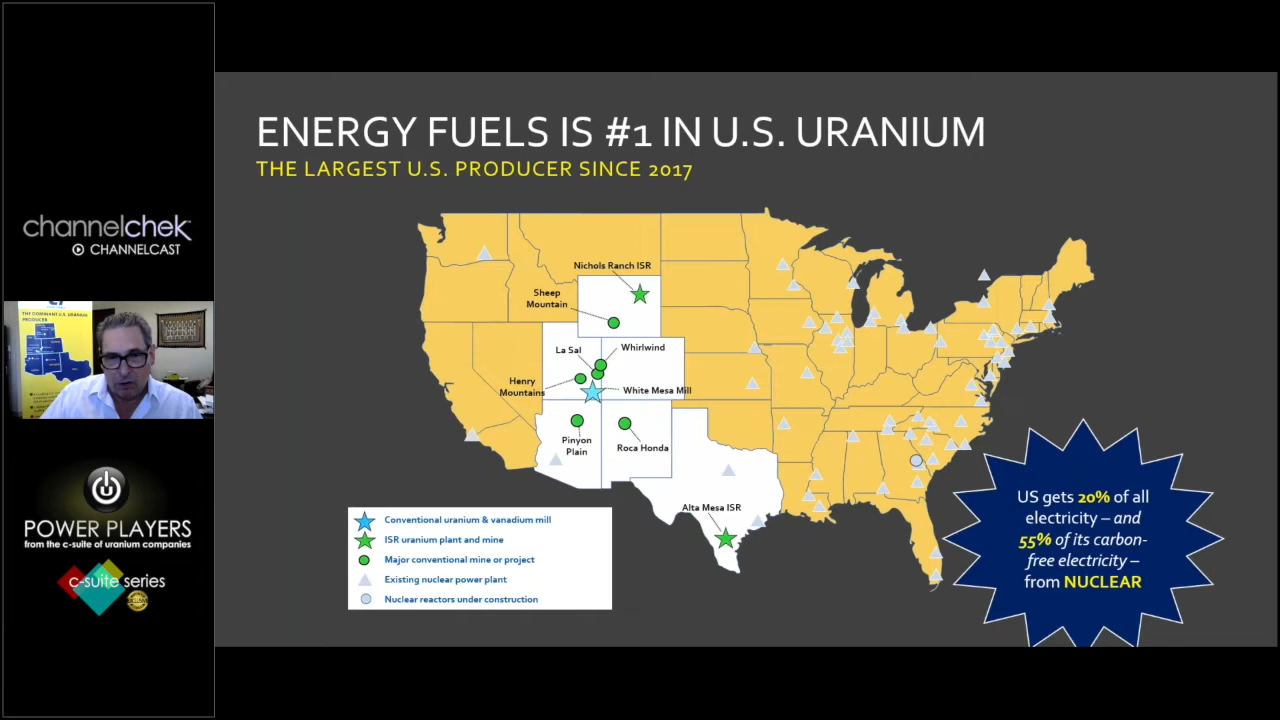 ENERGY FUELS IS #1 IN U.S. URANIUM
THE LARGEST U.S. PRODUCER SINCE 2017
channelchek
CHANNELCAST
THE DOMINANT U.S. URANIUM
PRODUCER
POWER PLAYERS
from the c-suite of uranium companies
c-suite series
Nichols Ranch ISR
Sheep
Mountain
La Sal
Whirlwind
Henry
Mountains
White Mesa Mill
Pinyon
Plain
Roca Honda
Alta Mesa ISR
Conventional uranium & vanadium mill
ISR uranium plant and mine
Major conventional mine or project
Existing nuclear power plant
Nuclear reactors under construction
US gets 20% of all
electricity – and
55% of its carbon-
free electricity –
from NUCLEAR